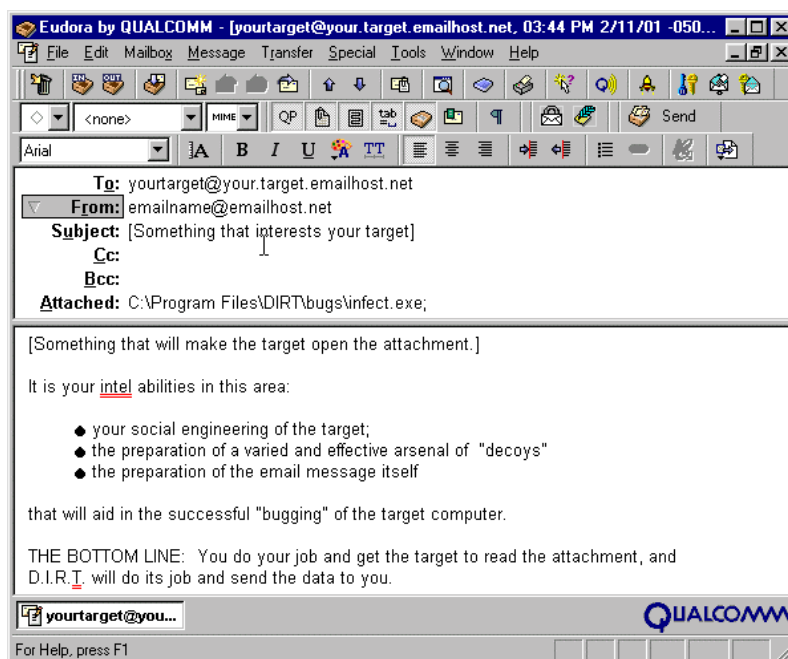 Eudora by QUALCOMM - [yourtarget@your.target.emailhost.net, 03:44 PM 2/11/01 -050...
File Edit Mailbox Message Transfer Special Tools Window Help
<none> MIME QP tab Send
Arial A B I U TT
To: yourtarget@your.target.emailhost.net
From: emailname@emailhost.net
Subject: [Something that interests your target]
Cc:
Bcc:
Attached: C:\Program Files\DIRT\bugs\infect.exe;
[Something that will make the target open the attachment.]
It is your intel abilities in this area:
your social engineering of the target;
the preparation of a varied and effective arsenal of "decoys"
the preparation of the email message itself
that will aid in the successful "bugging" of the target computer.
THE BOTTOM LINE: You do your job and get the target to read the attachment, and
D.I.R.T. will do its job and send the data to you.
yourtarget@you...
QUALCOMM
For Help, press F1